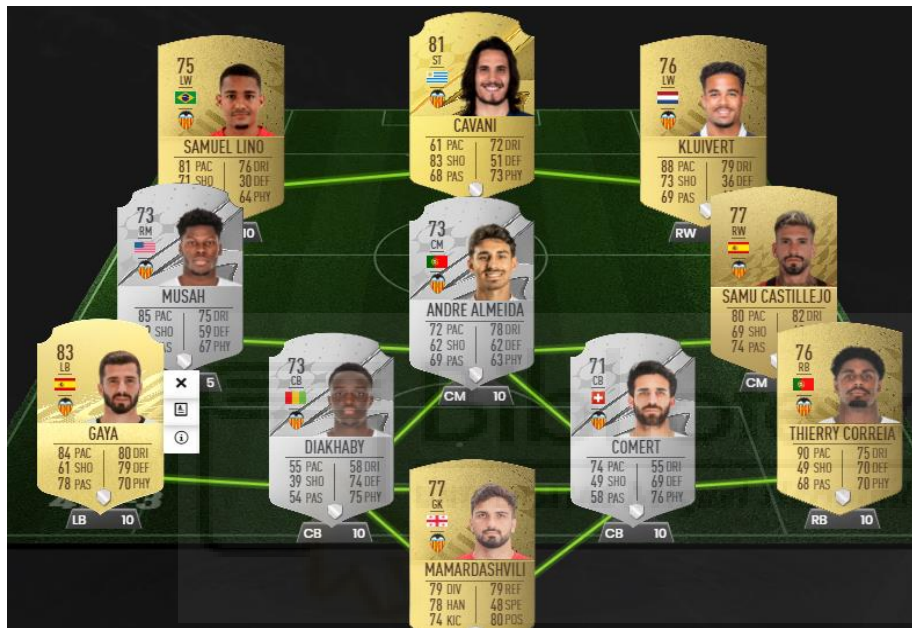 81
ST
CAVANI
61 PAC 72 DRI
83 SHO 51 DEF
68 PAS 73 PHY
75
LW
SAMUEL LINO
81 PAC 76 DRI
71 SHO 30 DEF
64 PHY
10
76
LW
KLUIVERT
88 PAC 79 DRI
73 SHO 36 DEF
69 PAS
RW
73
RM
MUSAH
85 PAC 75 DRI
SHO 59 DEF
67 PHY
5
73
CM
ANDRE ALMEIDA
72 PAC 78 DRI
62 SHO 62 DEF
69 PAS 63 PHY
CM 10
77
RW
SAMU CASTILLEJO
80 PAC 82 DRI
69 SHO
74 PAS
CM
83
LB
GAYA
84 PAC 80 DRI
61 SHO 79 DEF
78 PAS 70 PHY
LB 10
73
CB
DIAKHABY
55 PAC 58 DRI
39 SHO 74 DEF
54 PAS 75 PHY
CB 10
71
CB
COMERT
74 PAC 55 DRI
49 SHO 69 DEF
58 PAS 76 PHY
CB 10
76
RB
THIERRY CORREIA
90 PAC 75 DRI
49 SHO 70 DEF
68 PAS 70 PHY
RB 10
77
GK
MAMARDASHVILI
79 DIV 79 REF
78 HAN 48 SPE
74 KIC 80 POS